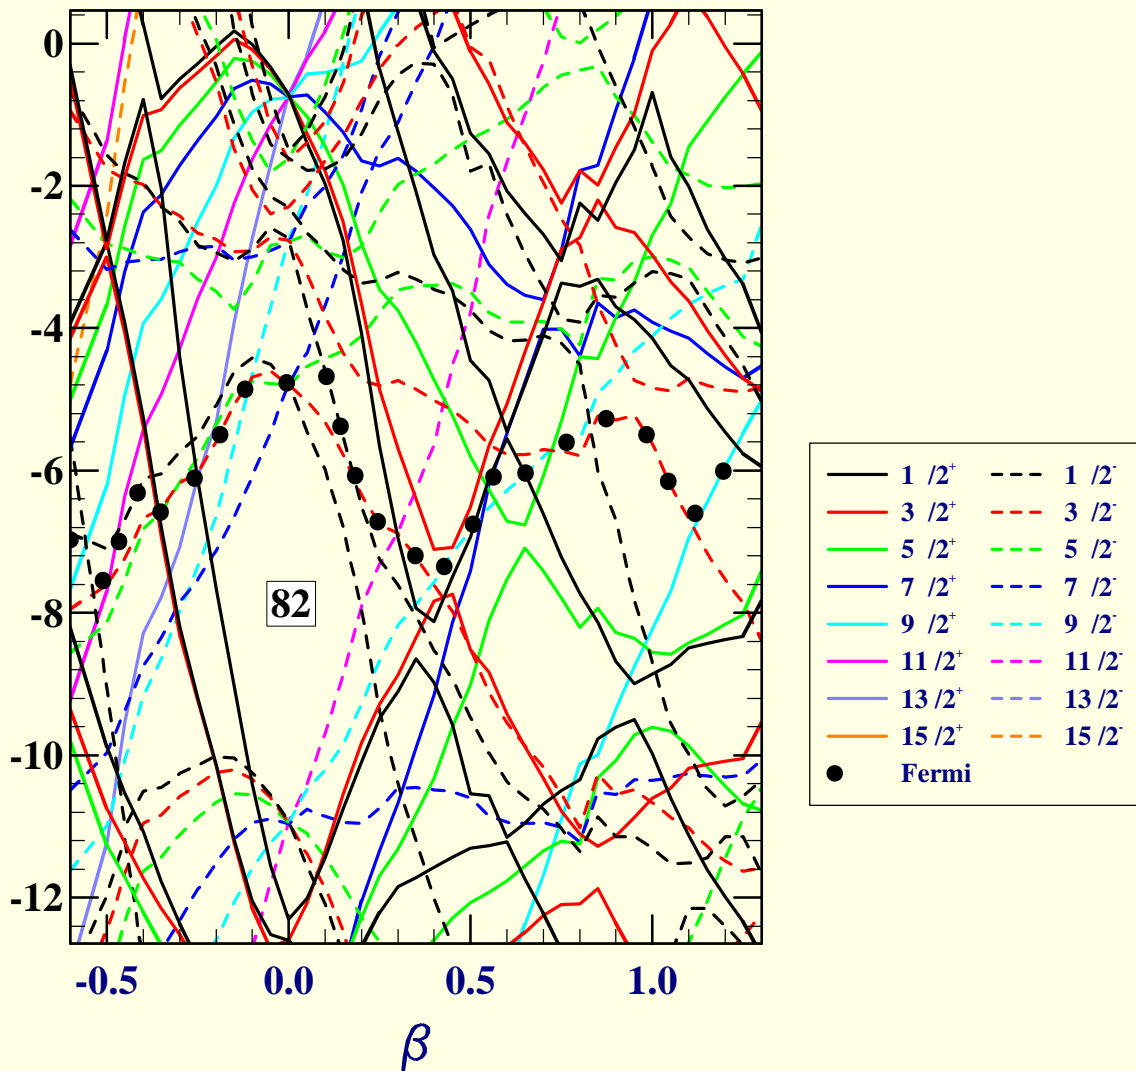 0
-2
-4
-6
-8
-10
-12
82
-0.5 0.0 0.5 1.0
β
1 /2+ 1 /2-
3 /2+ 3 /2-
5 /2+ 5 /2-
7 /2+ 7 /2-
9 /2+ 9 /2-
11 /2+ 11 /2-
13 /2+ 13 /2-
15 /2+ 15 /2-
Fermi